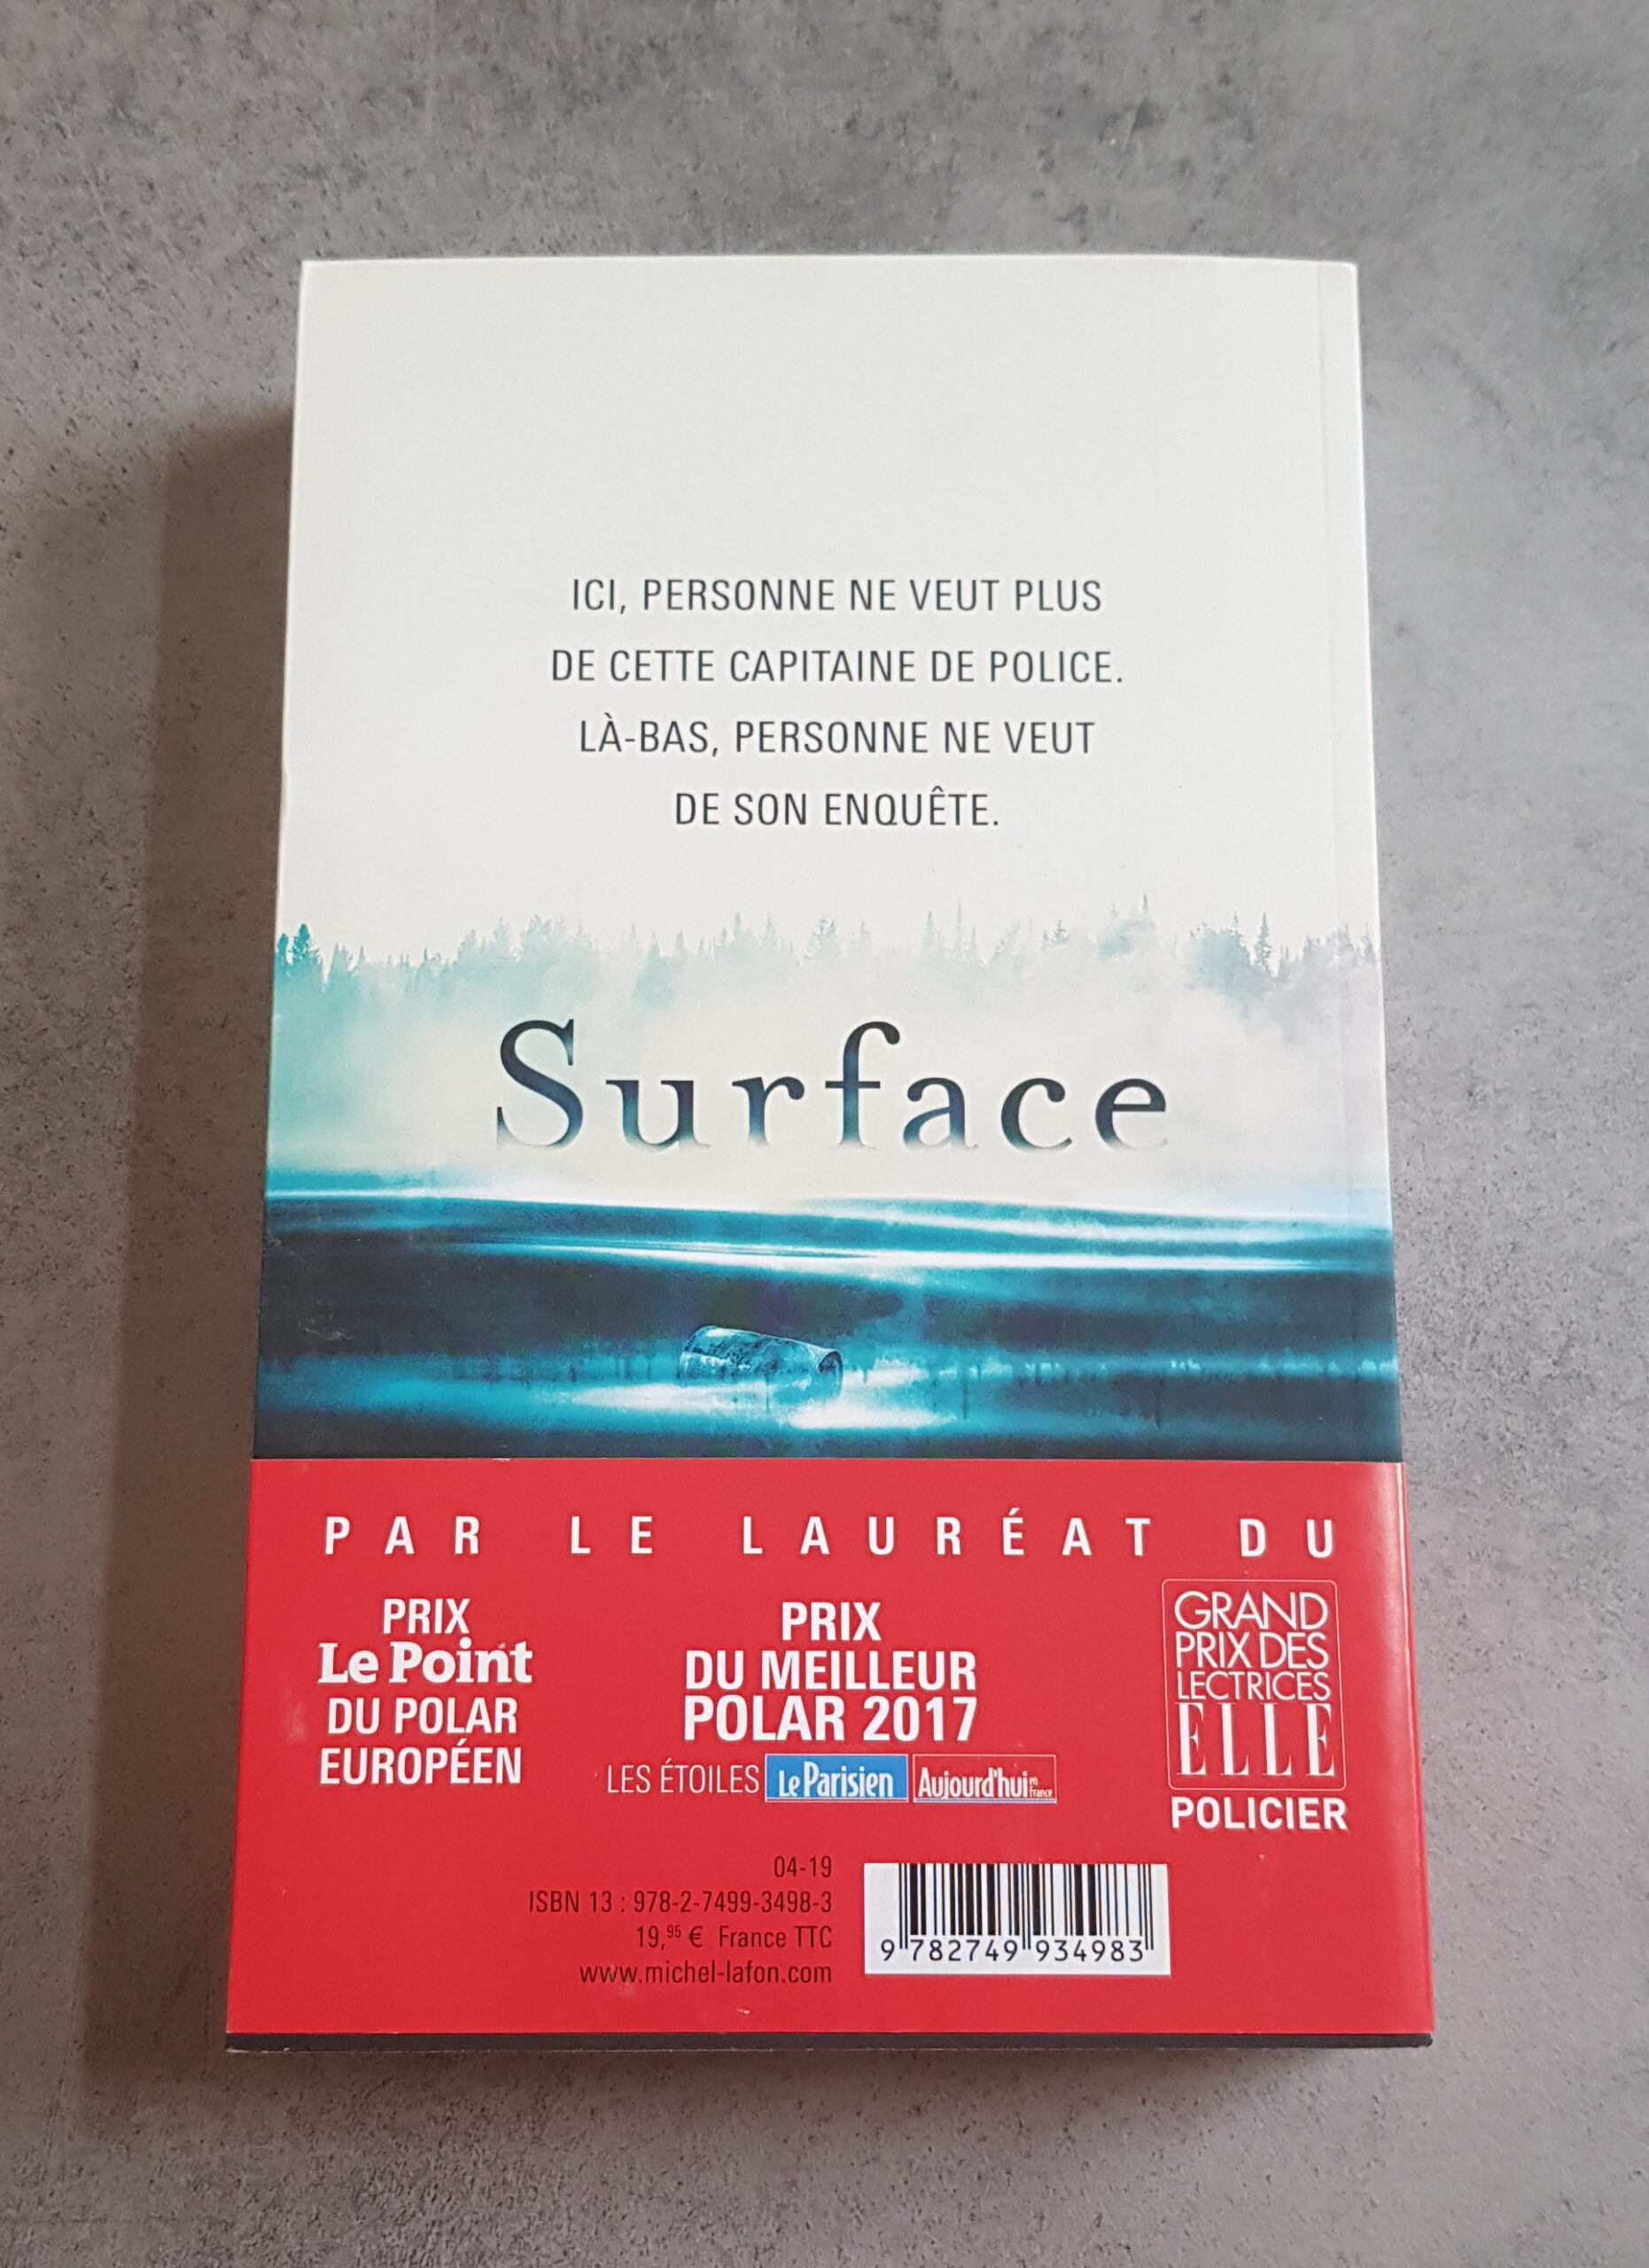 ICI, PERSONNE NE VEUT PLUS
DE CETTE CAPITAINE DE POLICE.
LÀ-BAS, PERSONNE NE VEUT
DE SON ENQUÊTE.
Surface
PAR LE LAURÉAT DU
PRIX
Le Point
DU POLAR
EUROPÉEN
PRIX
DU MEILLEUR
POLAR 2017
LES ÉTOILES Le Parisien Aujourd'hui en France
GRAND
PRIX DES
LECTRICES
ELLE
POLICIER
04-19
ISBN 13 : 978-2-7499-3498-3
19,95 € France TTC
www.michel-lafon.com
9 782749 934983